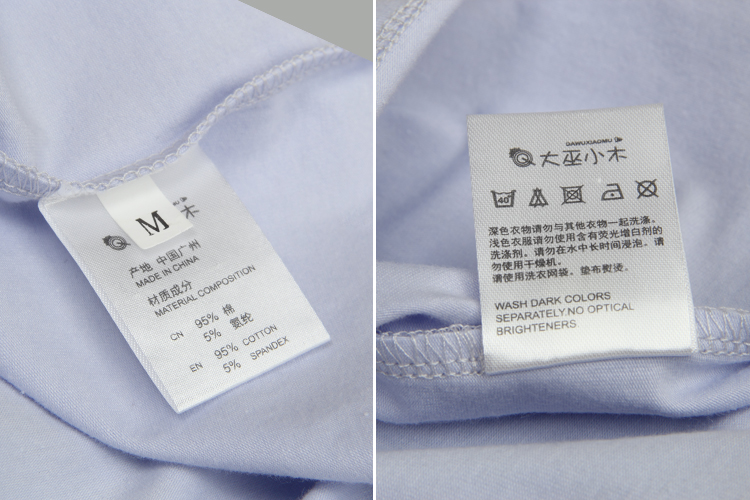 M
木
产地 中国广州
MADE IN CHINA
材质成分
MATERIAL COMPOSITION
CN 95% 棉
5% 氨纶
EN 95% COTTON
5% SPANDEX
DAWUXIAOMU
大巫小木
40
深色衣物请勿与其他衣物一起洗涤。
浅色衣服请勿使用含有荧光增白剂的
洗涤剂。请勿在水中长时间浸泡。请
勿使用干燥机。
请使用洗衣网袋。垫布熨烫。
WASH DARK COLORS
SEPARATELY.NO OPTICAL
BRIGHTENERS